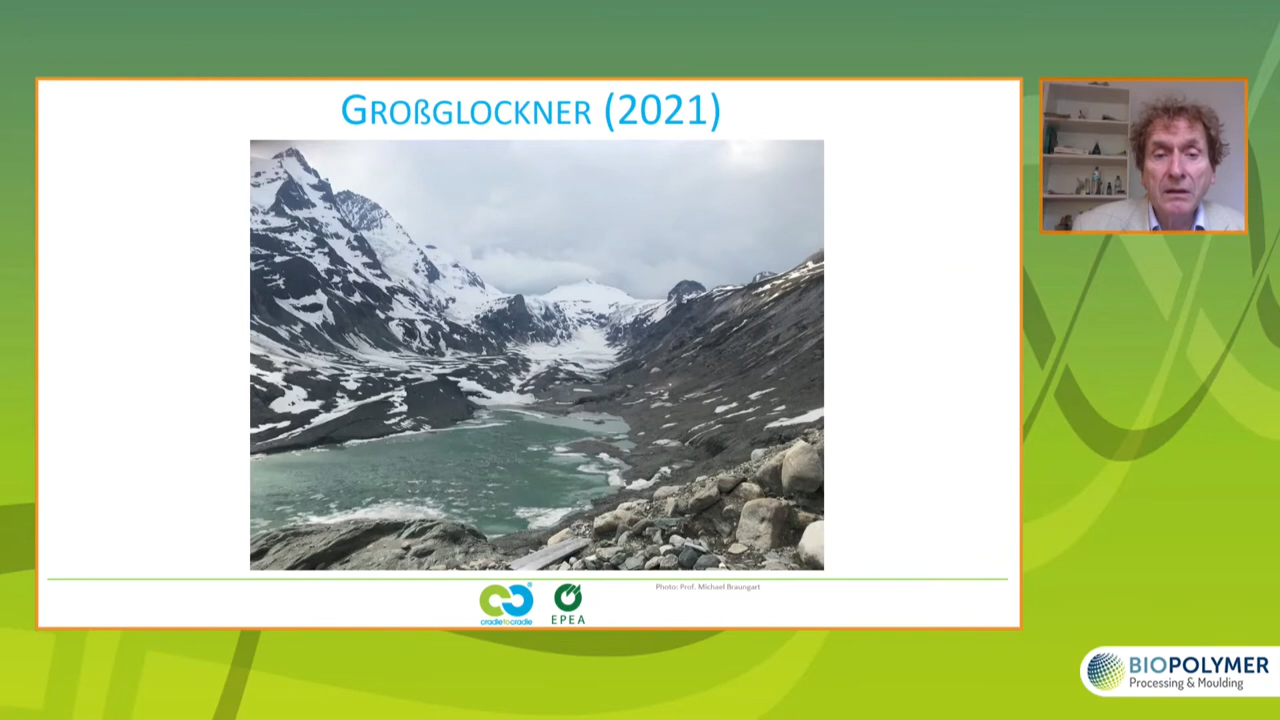 GROßGLOCKNER (2021)
Photo: Prof. Michael Braungart
cradletocradle
®
EPEA
BIOPOLYMER
Processing & Moulding